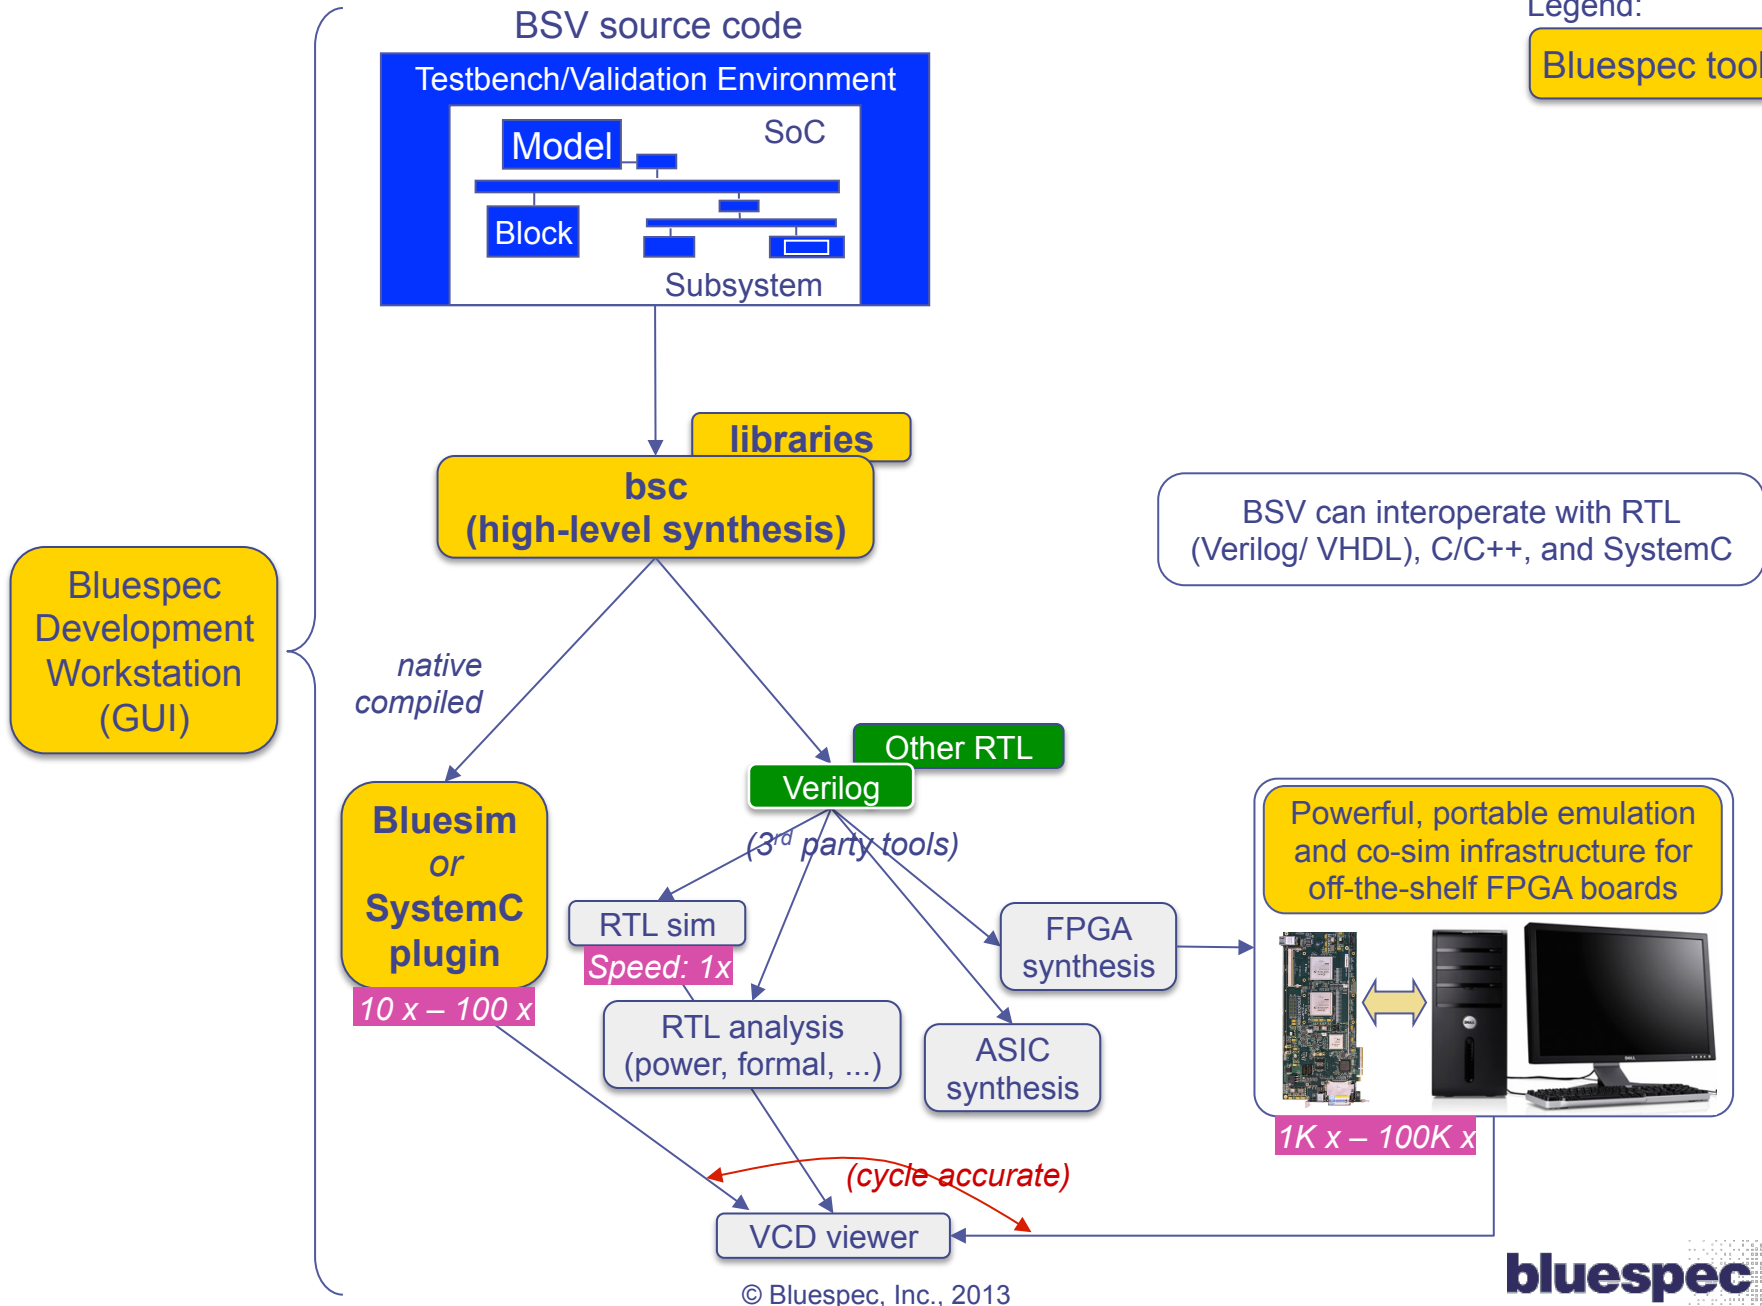 BSV source code
Legend:
Bluespec tool
Testbench/Validation Environment
SoC
Model
Block
Subsystem
libraries
bsc
(high-level synthesis)
BSV can interoperate with RTL
(Verilog/ VHDL), C/C++, and SystemC
Bluespec
Development
Workstation
(GUI)
native
compiled
Other RTL
Verilog
(3rd party tools)
Bluesim
or
SystemC
plugin
10 x – 100 x
RTL sim
Speed: 1x
RTL analysis
(power, formal, ...)
FPGA
synthesis
ASIC
synthesis
Powerful, portable emulation
and co-sim infrastructure for
off-the-shelf FPGA boards
1K x – 100K x
(cycle accurate)
VCD viewer
© Bluespec, Inc., 2013
bluespec